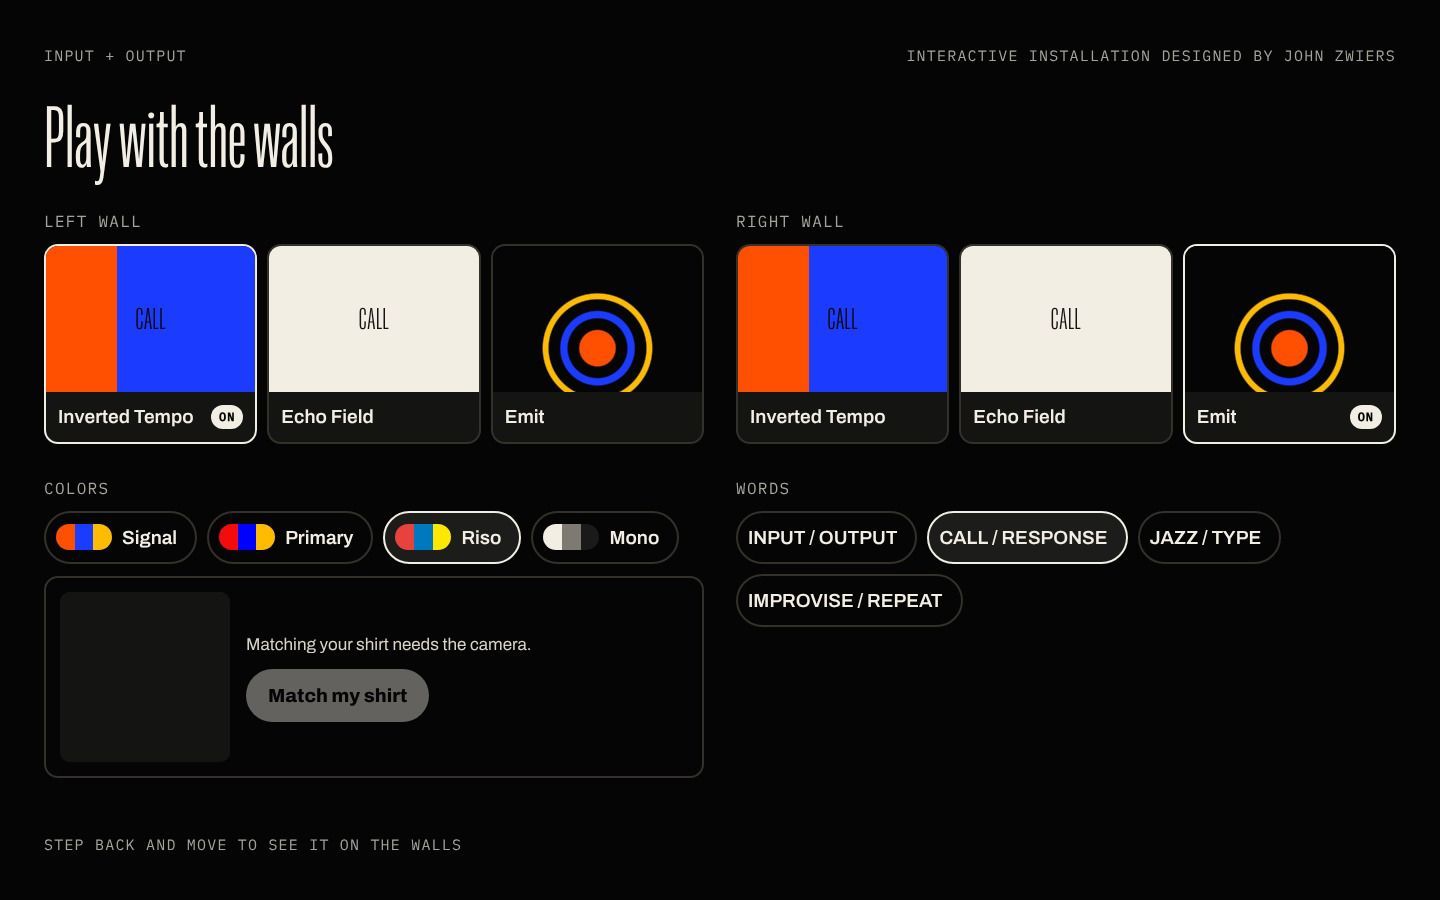 INPUT + OUTPUT
INTERACTIVE INSTALLATION DESIGNED BY JOHN ZWIERS
Play with the walls
LEFT WALL
CALL
Inverted Tempo ON
CALL
Echo Field
Emit
RIGHT WALL
CALL
Inverted Tempo
CALL
Echo Field
Emit ON
COLORS
Signal
Primary
Riso
Mono
Matching your shirt needs the camera.
Match my shirt
WORDS
INPUT / OUTPUT
CALL / RESPONSE
JAZZ / TYPE
IMPROVISE / REPEAT
STEP BACK AND MOVE TO SEE IT ON THE WALLS